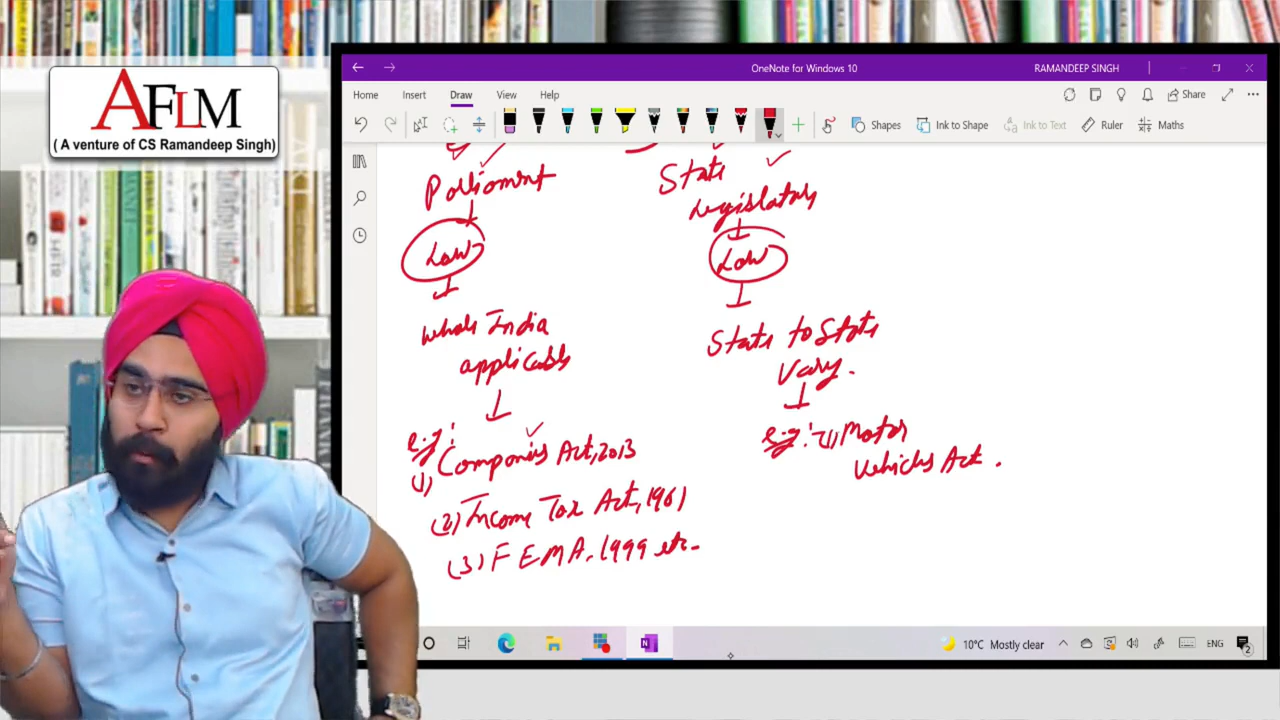 AFLM
( A venture of CS Ramandeep Singh)
OneNote for Windows 10
RAMANDEEP SINGH
Home Insert Draw View Help
Share
Shapes
Ink to Shape
Ink to Text
Ruler
Maths
Parliament
Law
Whole India
applicable
e.g:
(1) Companies Act, 2013
(2) Income Tax Act, 1961
(3) FEMA. 1999 etc.
State
Legislators
Law
State to State
Vary.
e.g:- (1) Motor
Vehicles Act.
10°C Mostly clear
ENG
2